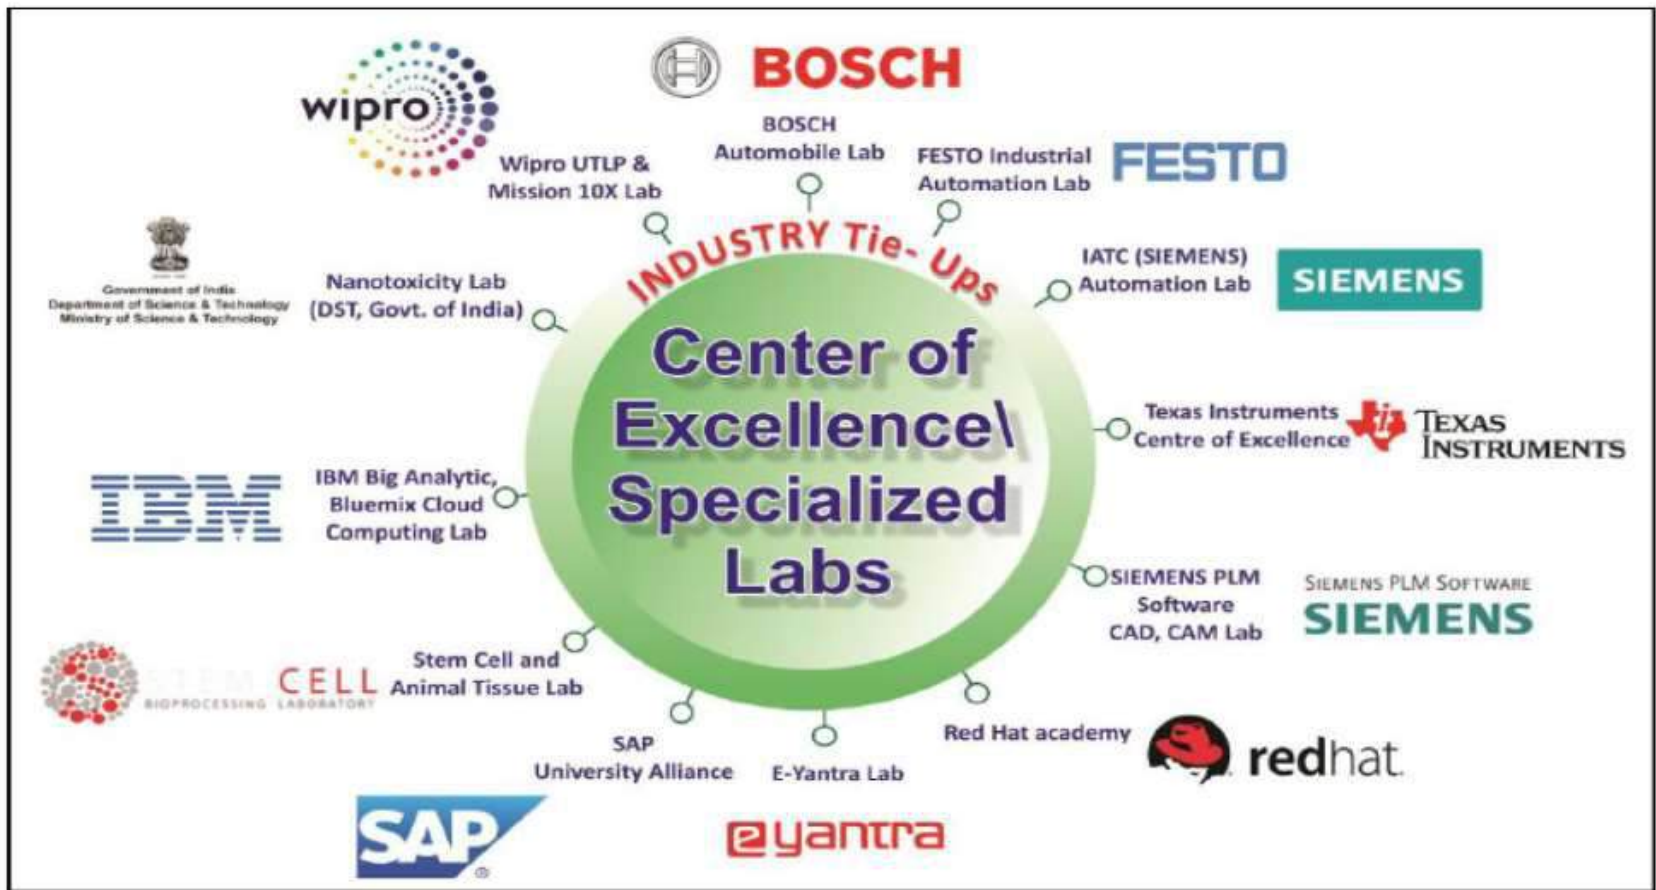 wipro
BOSCH
BOSCH
Automobile Lab
FESTO Industrial
Automation Lab
FESTO
Wipro UTLP &
Mission 10X Lab
INDUSTRY Tie- Ups
IATC (SIEMENS)
Automation Lab
SIEMENS
Government of India
Department of Science & Technology
Ministry of Science & Technology
Nanotoxicity Lab
(DST, Govt. of India)
Center of
Excellence\
Specialized
Labs
Texas Instruments
Centre of Excellence
TEXAS
INSTRUMENTS
IBM
IBM Big Analytic,
Bluemix Cloud
Computing Lab
SIEMENS PLM
Software
CAD, CAM Lab
SIEMENS PLM SOFTWARE
SIEMENS
STEM CELL
BIOPROCESSING LABORATORY
Stem Cell and
Animal Tissue Lab
SAP
University Alliance
E-Yantra Lab
Red Hat academy
redhat.
SAP
®
eyantra